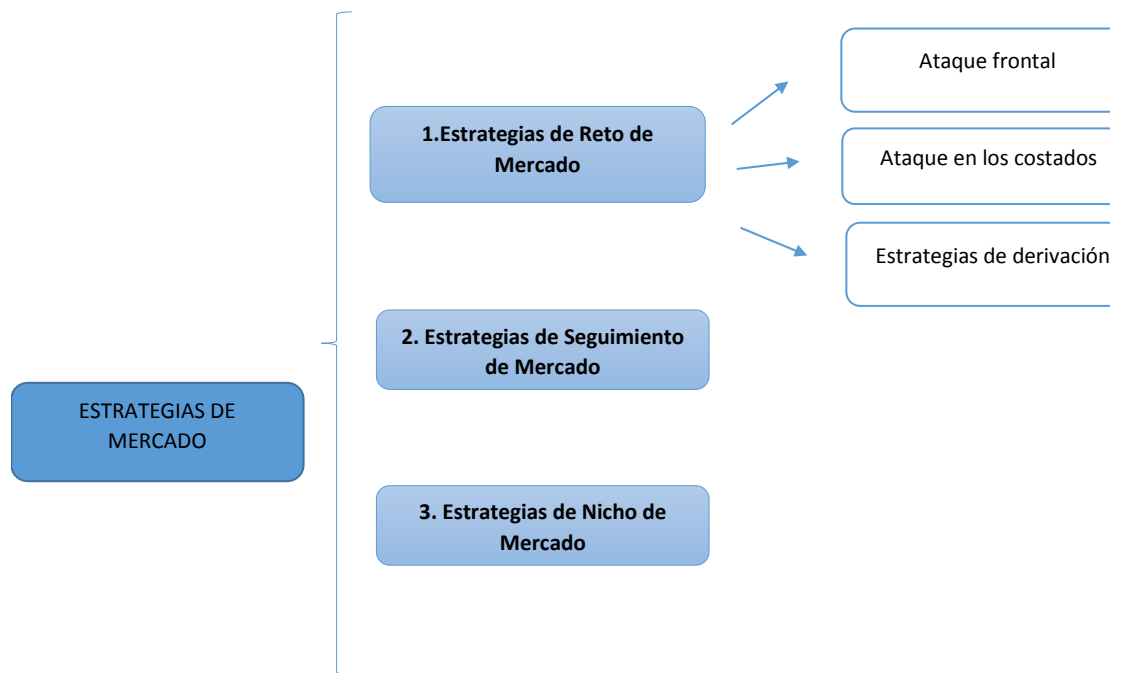 ESTRATEGIAS DE
MERCADO
1.Estrategias de Reto de
Mercado
Ataque frontal
Ataque en los costados
Estrategias de derivación
2. Estrategias de Seguimiento
de Mercado
3. Estrategias de Nicho de
Mercado